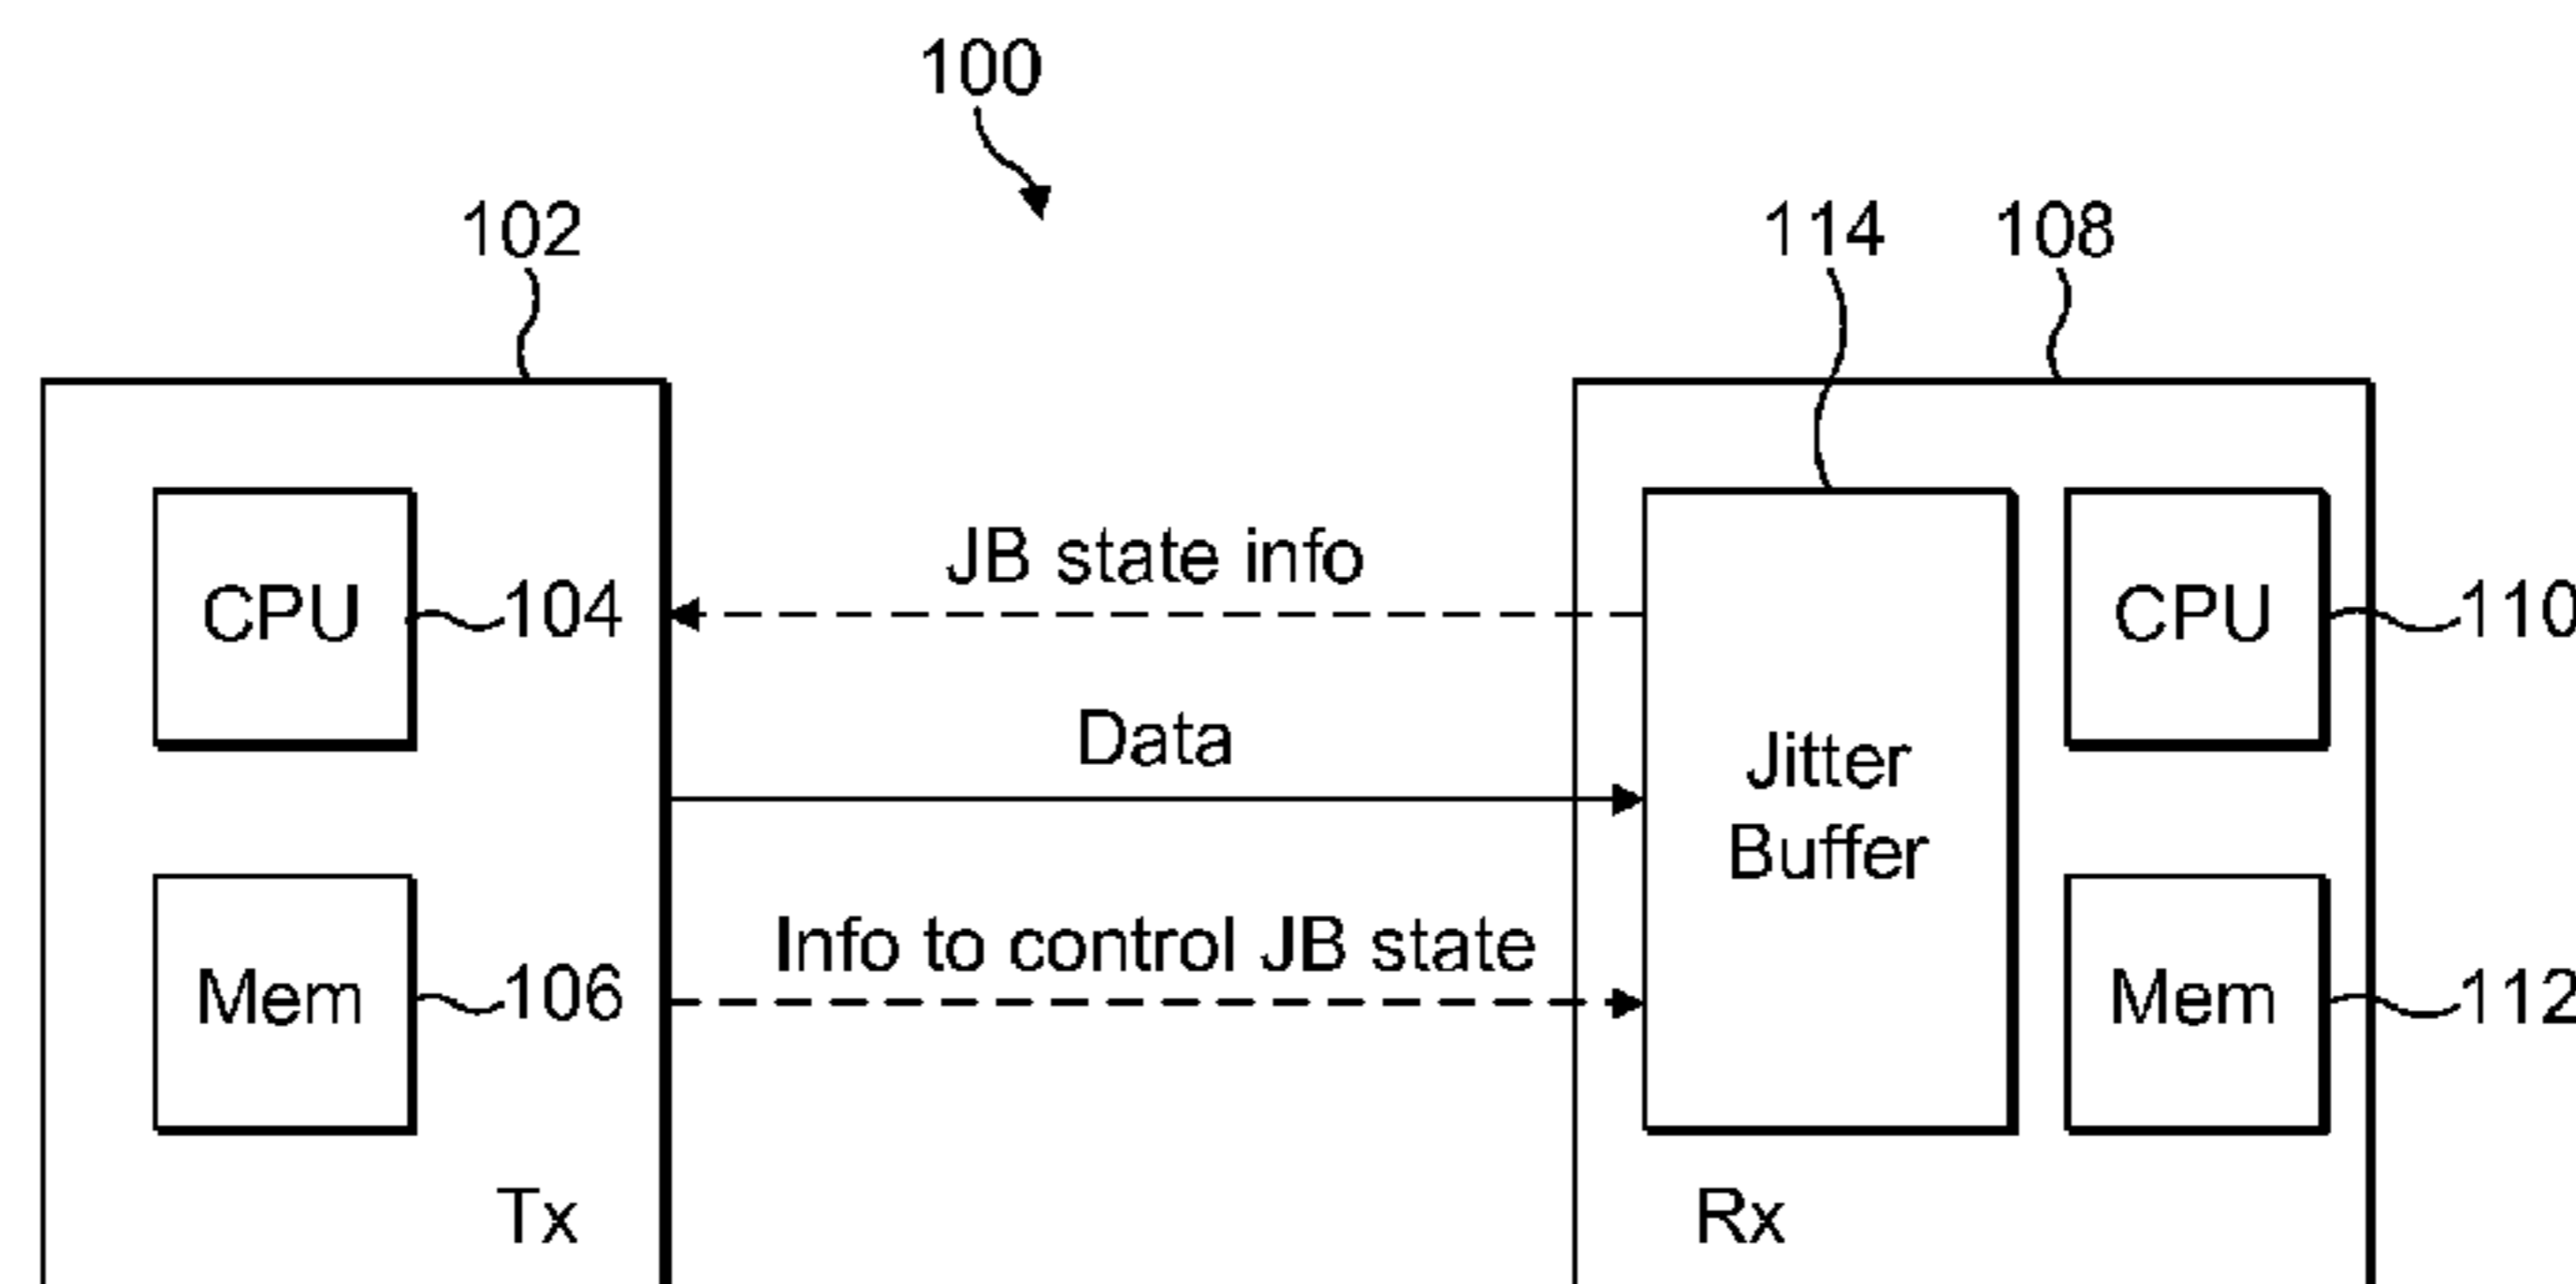 100
102
114
108
JB state info
CPU
104
CPU
110
Data
Jitter
Buffer
Info to control JB state
Mem
106
Mem
112
Tx
Rx